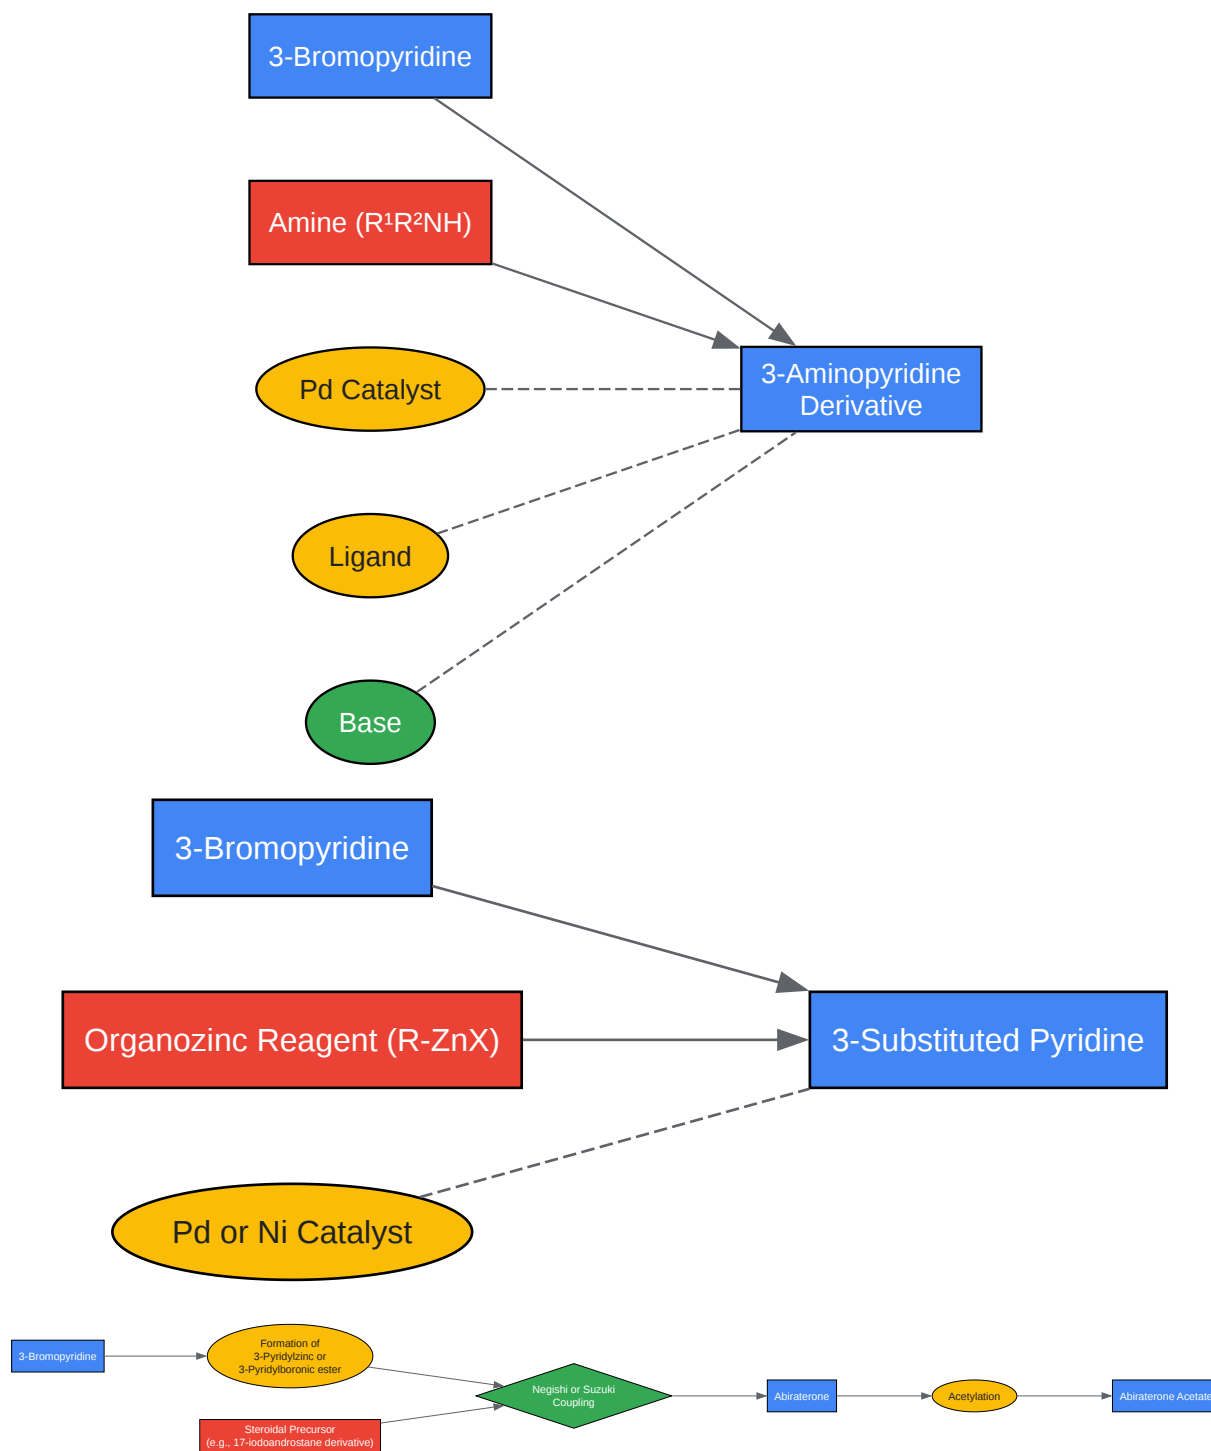 3-Bromopyridine
Amine (R¹R²NH)
Pd Catalyst
3-Aminopyridine
Derivative
Ligand
Base
3-Bromopyridine
Organozinc Reagent (R-ZnX)
3-Substituted Pyridine
Pd or Ni Catalyst
3-Bromopyridine
Formation of
3-Pyridylzinc or
3-Pyridylboronic ester
Steroidal Precursor
(e.g., 17-iodoandrostane derivative)
Negishi or Suzuki
Coupling
Abiraterone
Acetylation
Abiraterone Acetate